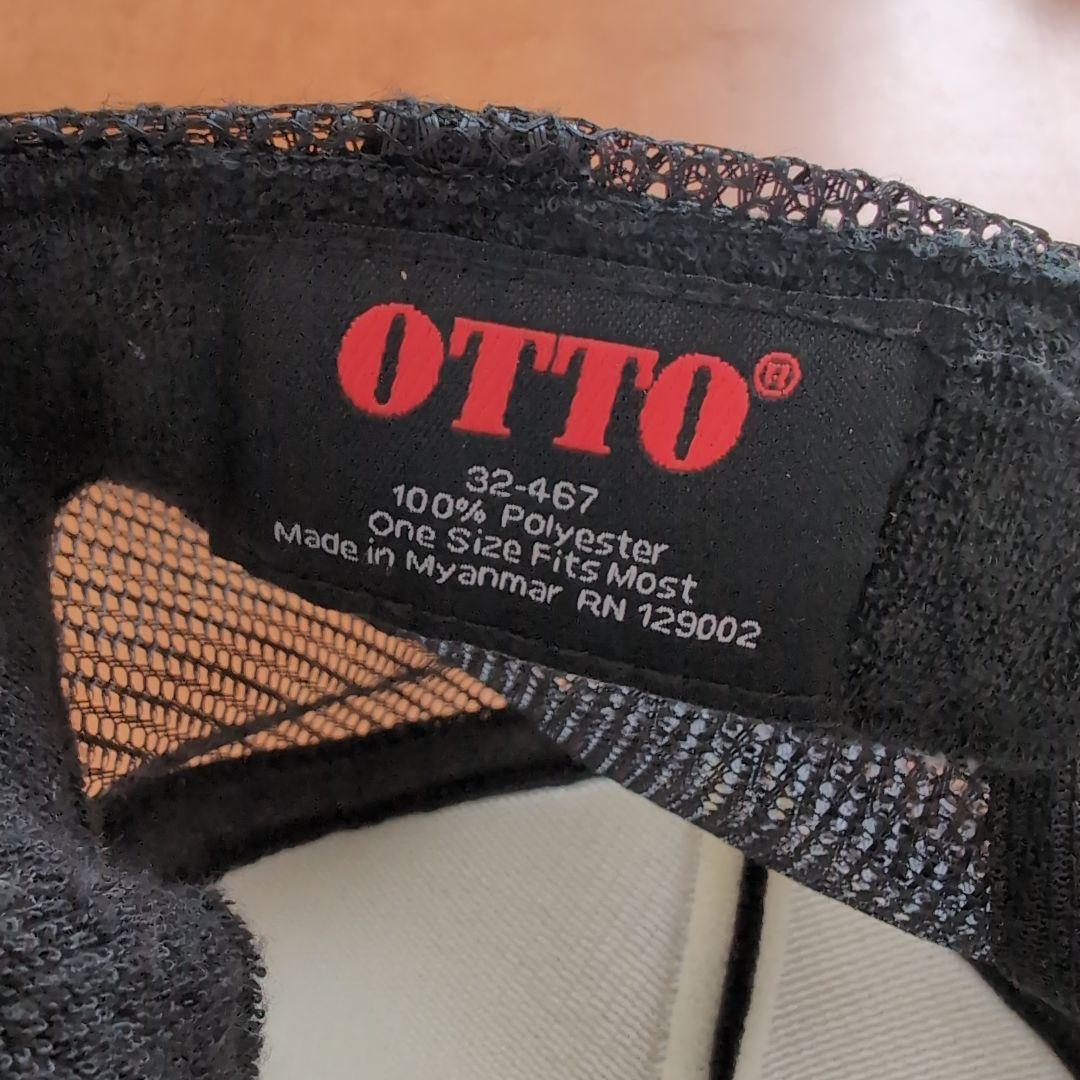 OTTO®
32-467
100% Polyester
One Size Fits Most
Made in Myanmar RN 129002